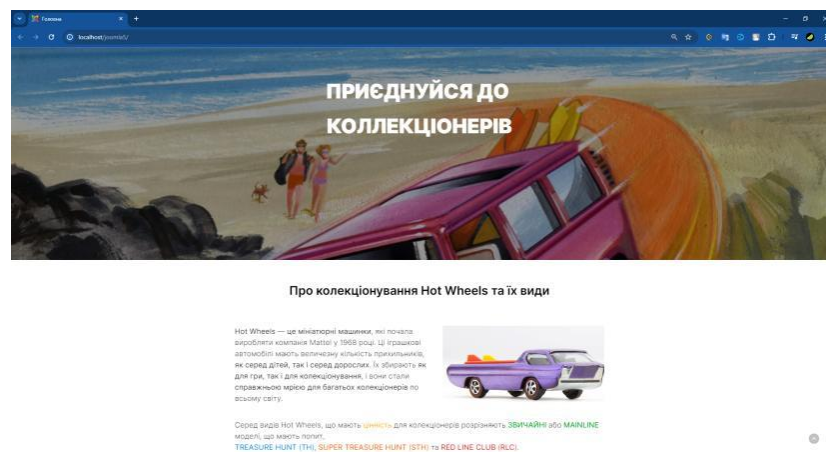 Головна
localhost/joomla5/
ПРИЄДНУЙСЯ ДО
КОЛЛЕКЦІОНЕРІВ
Про колекціонування Hot Wheels та їх види
Hot Wheels — це мініатюрні машинки, які почала
виробляти компанія Mattel у 1968 році. Ці іграшкові
автомобілі мають величезну кількість прихильників,
як серед дітей, так і серед дорослих. Їх збирають як
для гри, так і для колекціонування, і вони стали
справжньою мрією для багатьох колекціонерів по
всьому світу.
Серед видів Hot Wheels, що мають цінність для колекціонерів розрізняють ЗВИЧАЙНІ або MAINLINE
моделі, що мають попит,
TREASURE HUNT (TH), SUPER TREASURE HUNT (STH) та RED LINE CLUB (RLC).